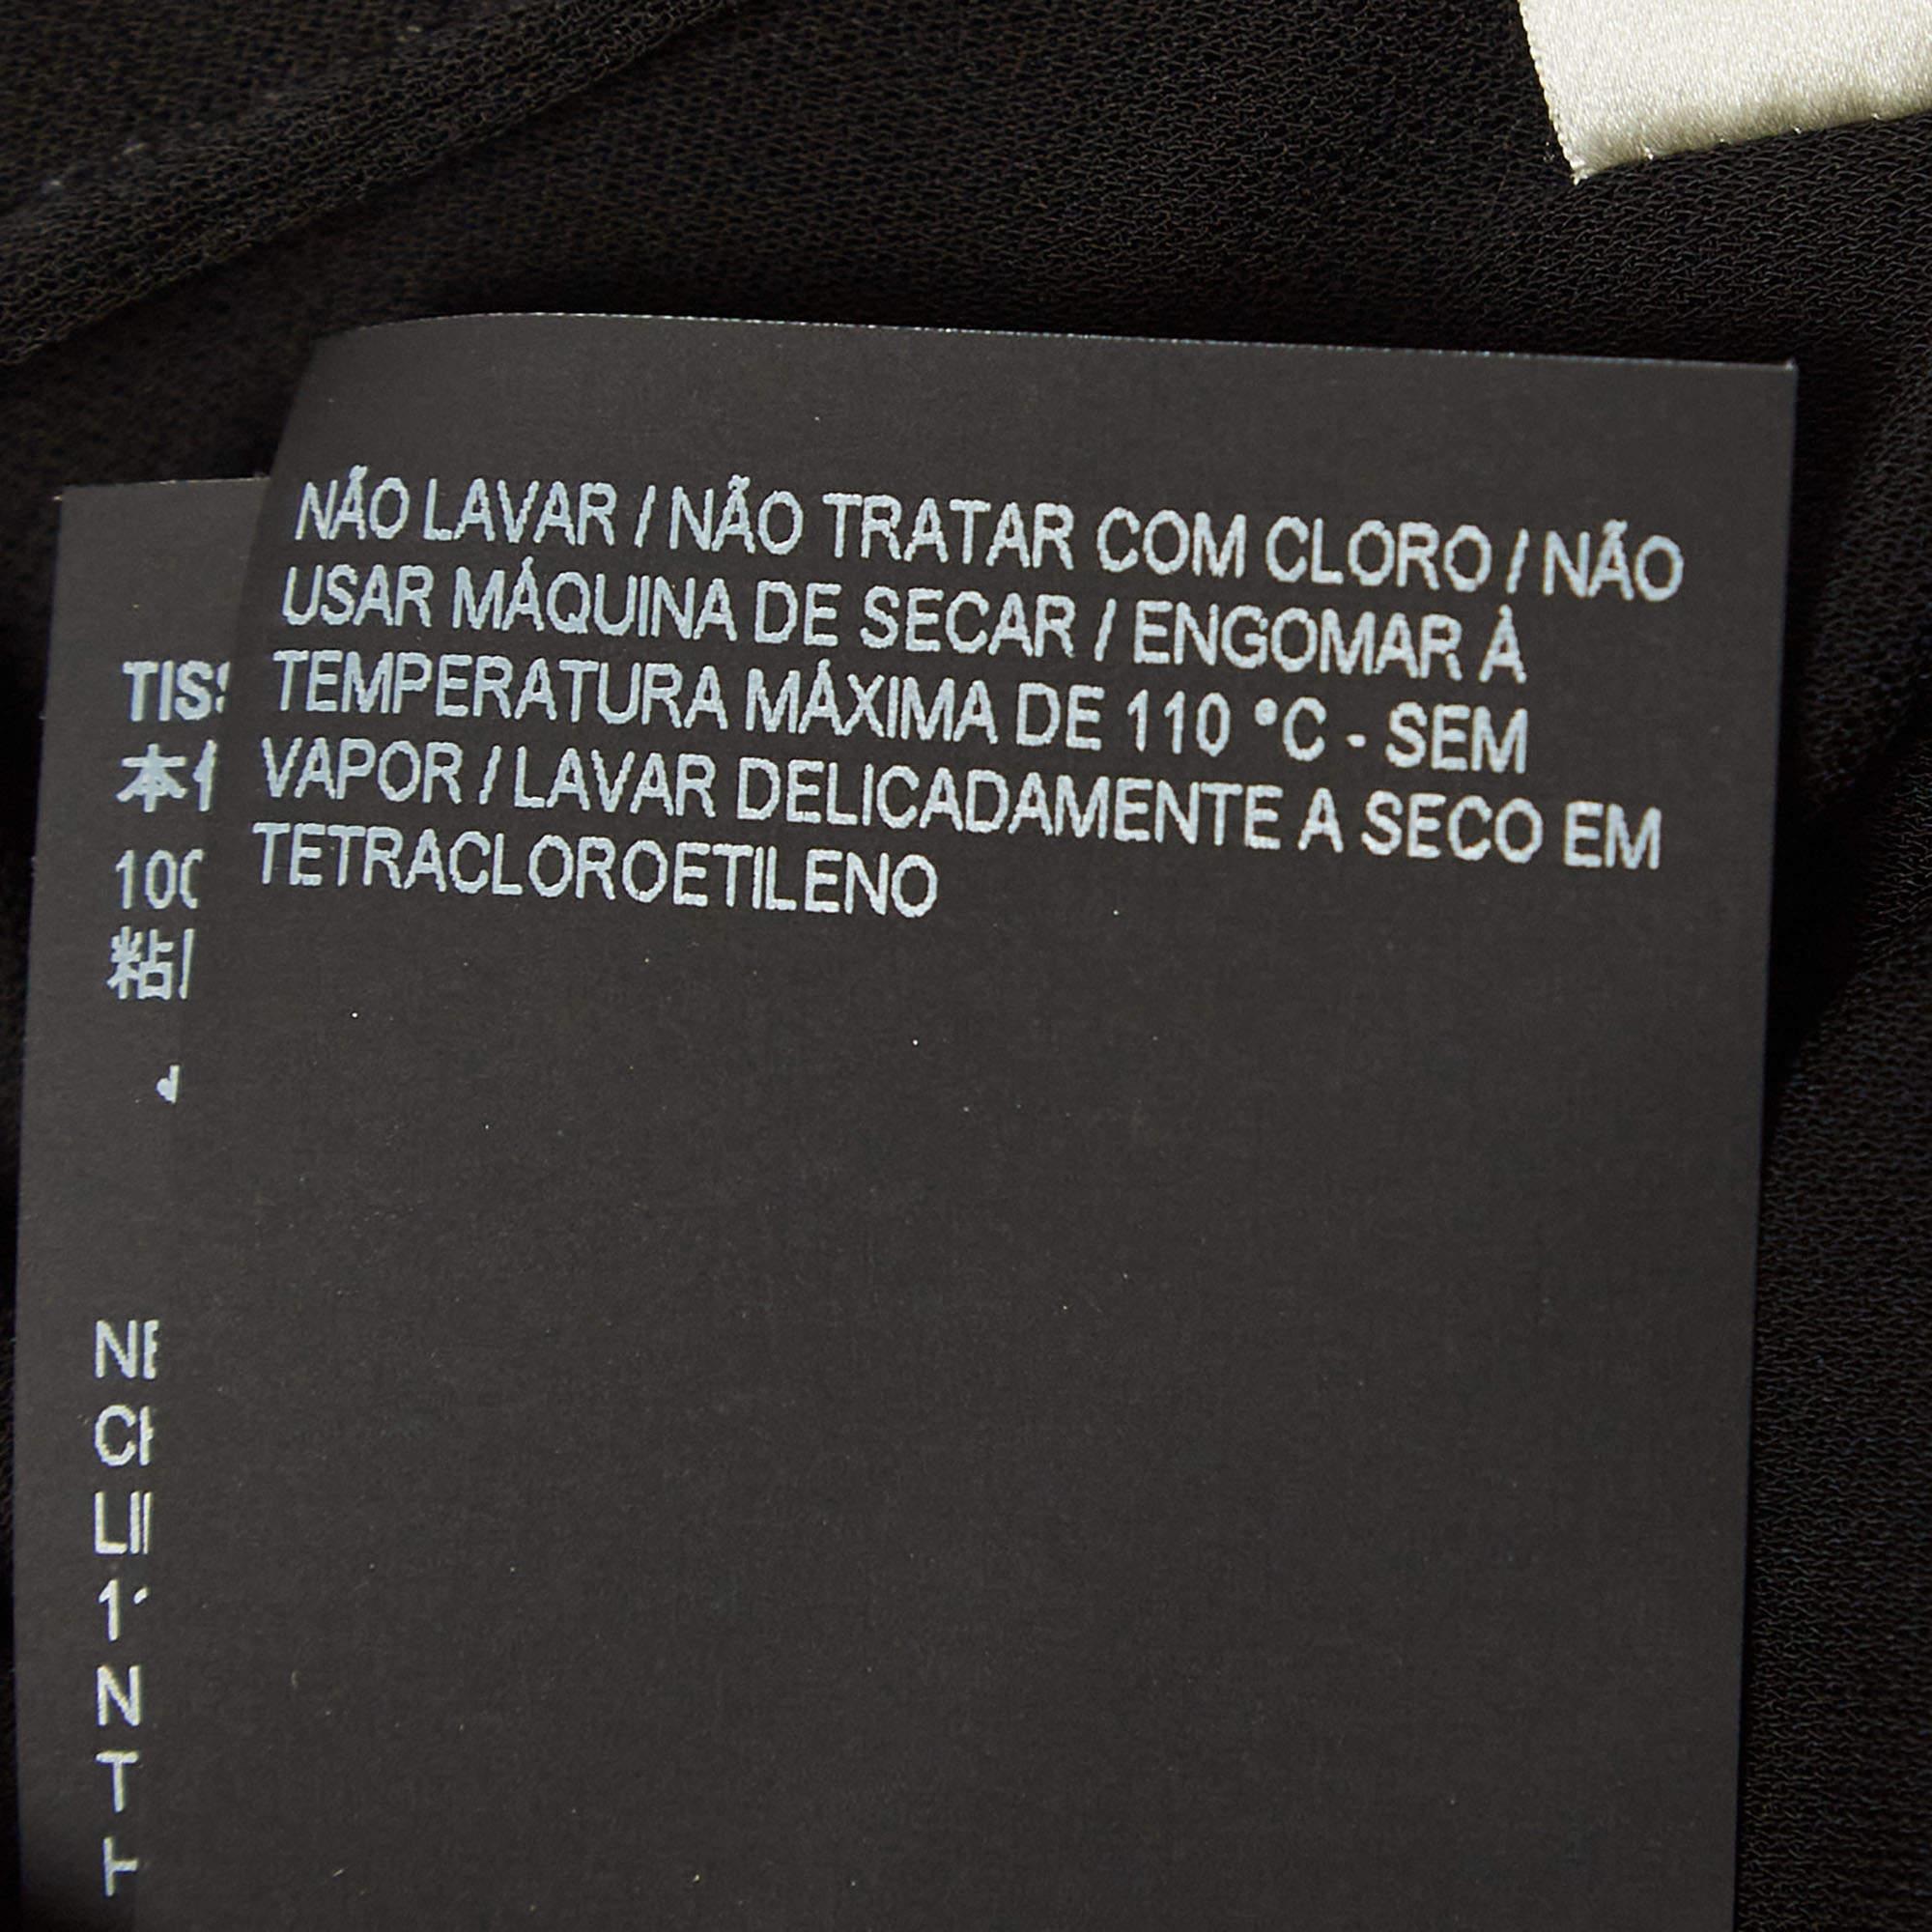 NÃO LAVAR / NÃO TRATAR COM CLORO / NÃO
USAR MÁQUINA DE SECAR / ENGOMAR À
TEMPERATURA MÁXIMA DE 110 °C - SEM
VAPOR / LAVAR DELICADAMENTE A SECO EM
TETRACLOROETILENO